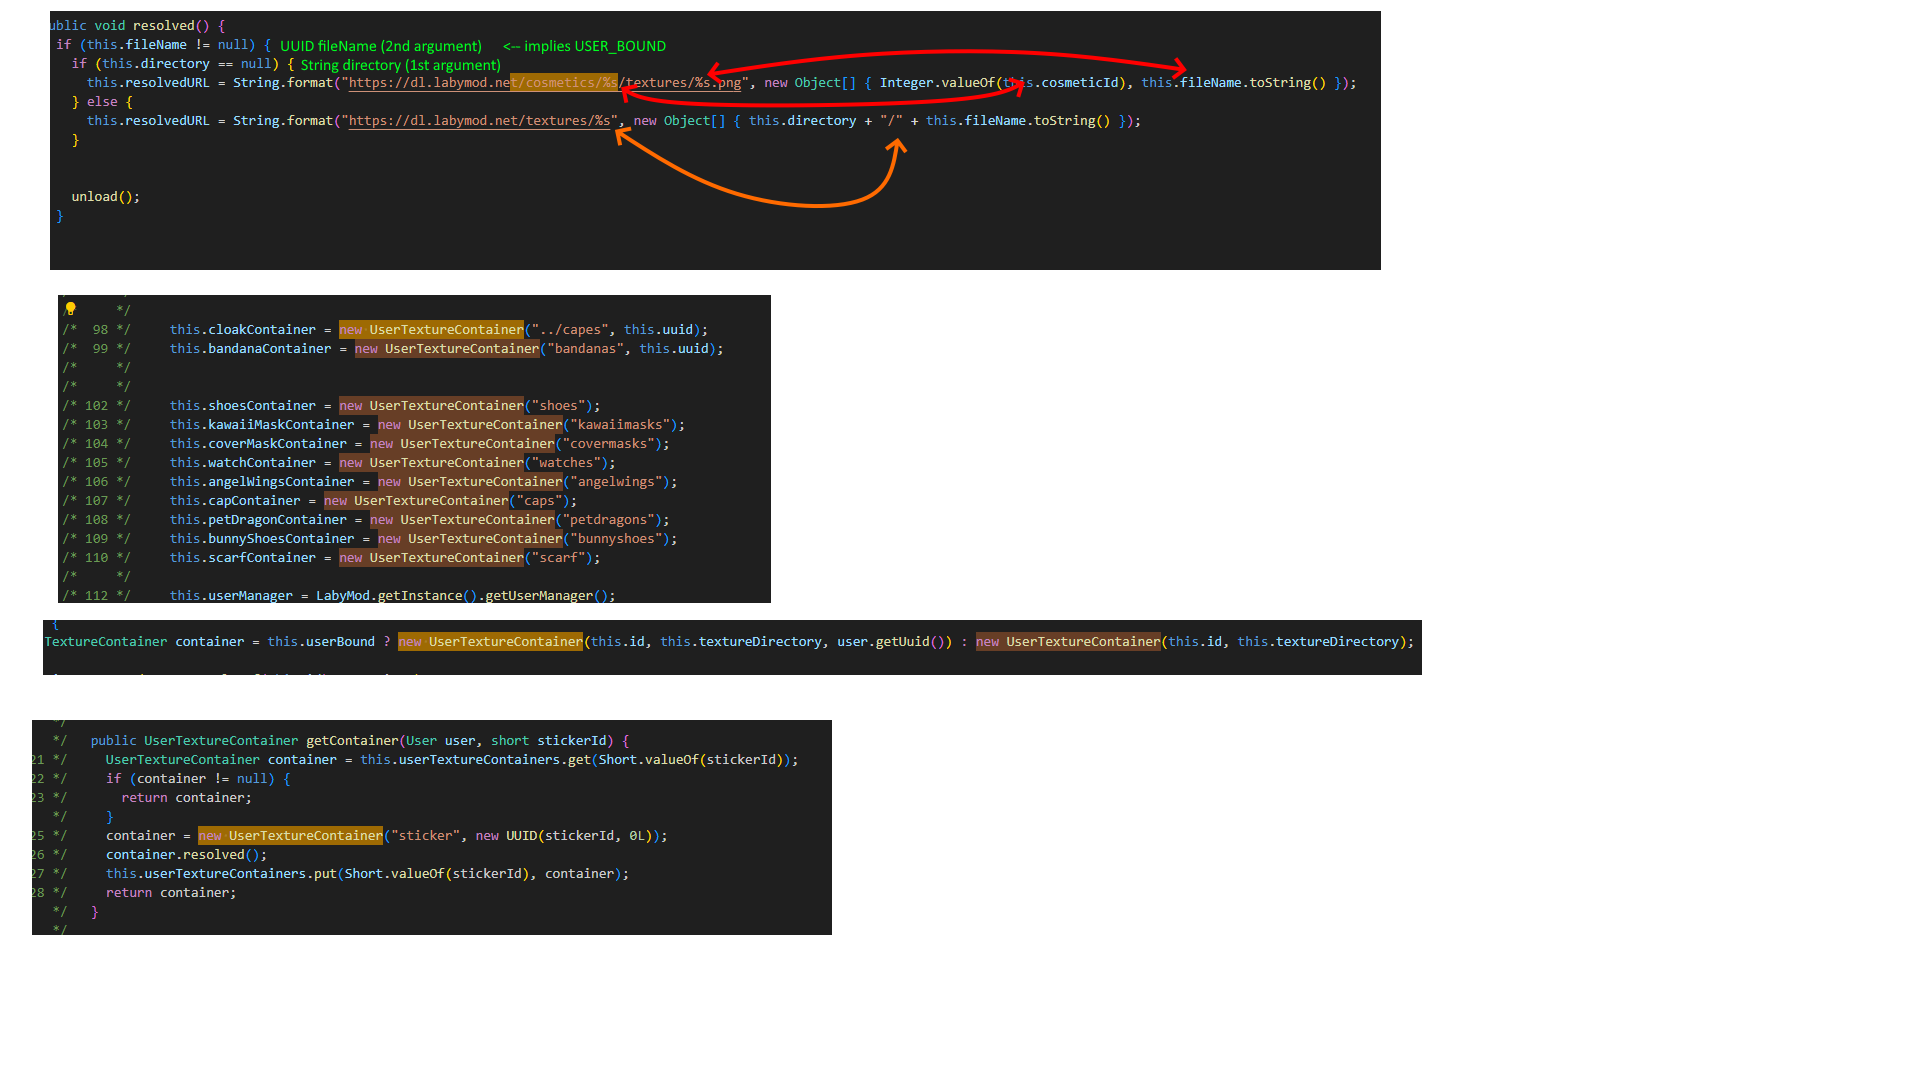 ublic void resolved() {
if (this.fileName != null) { UUID fileName (2nd argument) <-- implies USER_BOUND
if (this.directory == null) { String directory (1st argument)
this.resolvedURL = String.format("https://dl.labymod.net/cosmetics/%s/textures/%s.png", new Object[] { Integer.valueOf(this.cosmeticId), this.fileName.toString() });
} else {
this.resolvedURL = String.format("https://dl.labymod.net/textures/%s", new Object[] { this.directory + "/" + this.fileName.toString() });
}
unload();
}
*/
/* 98 */ this.cloakContainer = new UserTextureContainer("../capes", this.uuid);
/* 99 */ this.bandanaContainer = new UserTextureContainer("bandanas", this.uuid);
/* */
/* */
/* 102 */ this.shoesContainer = new UserTextureContainer("shoes");
/* 103 */ this.kawaiiMaskContainer = new UserTextureContainer("kawaiimasks");
/* 104 */ this.coverMaskContainer = new UserTextureContainer("covermasks");
/* 105 */ this.watchContainer = new UserTextureContainer("watches");
/* 106 */ this.angelWingsContainer = new UserTextureContainer("angelwings");
/* 107 */ this.capContainer = new UserTextureContainer("caps");
/* 108 */ this.petDragonContainer = new UserTextureContainer("petdragons");
/* 109 */ this.bunnyShoesContainer = new UserTextureContainer("bunnyshoes");
/* 110 */ this.scarfContainer = new UserTextureContainer("scarf");
/* */
/* 112 */ this.userManager = LabyMod.getInstance().getUserManager();
{
TextureContainer container = this.userBound ? new UserTextureContainer(this.id, this.textureDirectory, user.getUuid()) : new UserTextureContainer(this.id, this.textureDirectory);
*/
*/ public UserTextureContainer getContainer(User user, short stickerId) {
21 */ UserTextureContainer container = this.userTextureContainers.get(Short.valueOf(stickerId));
22 */ if (container != null) {
23 */ return container;
*/ }
25 */ container = new UserTextureContainer("sticker", new UUID(stickerId, 0L));
26 */ container.resolved();
27 */ this.userTextureContainers.put(Short.valueOf(stickerId), container);
28 */ return container;
*/ }
*/